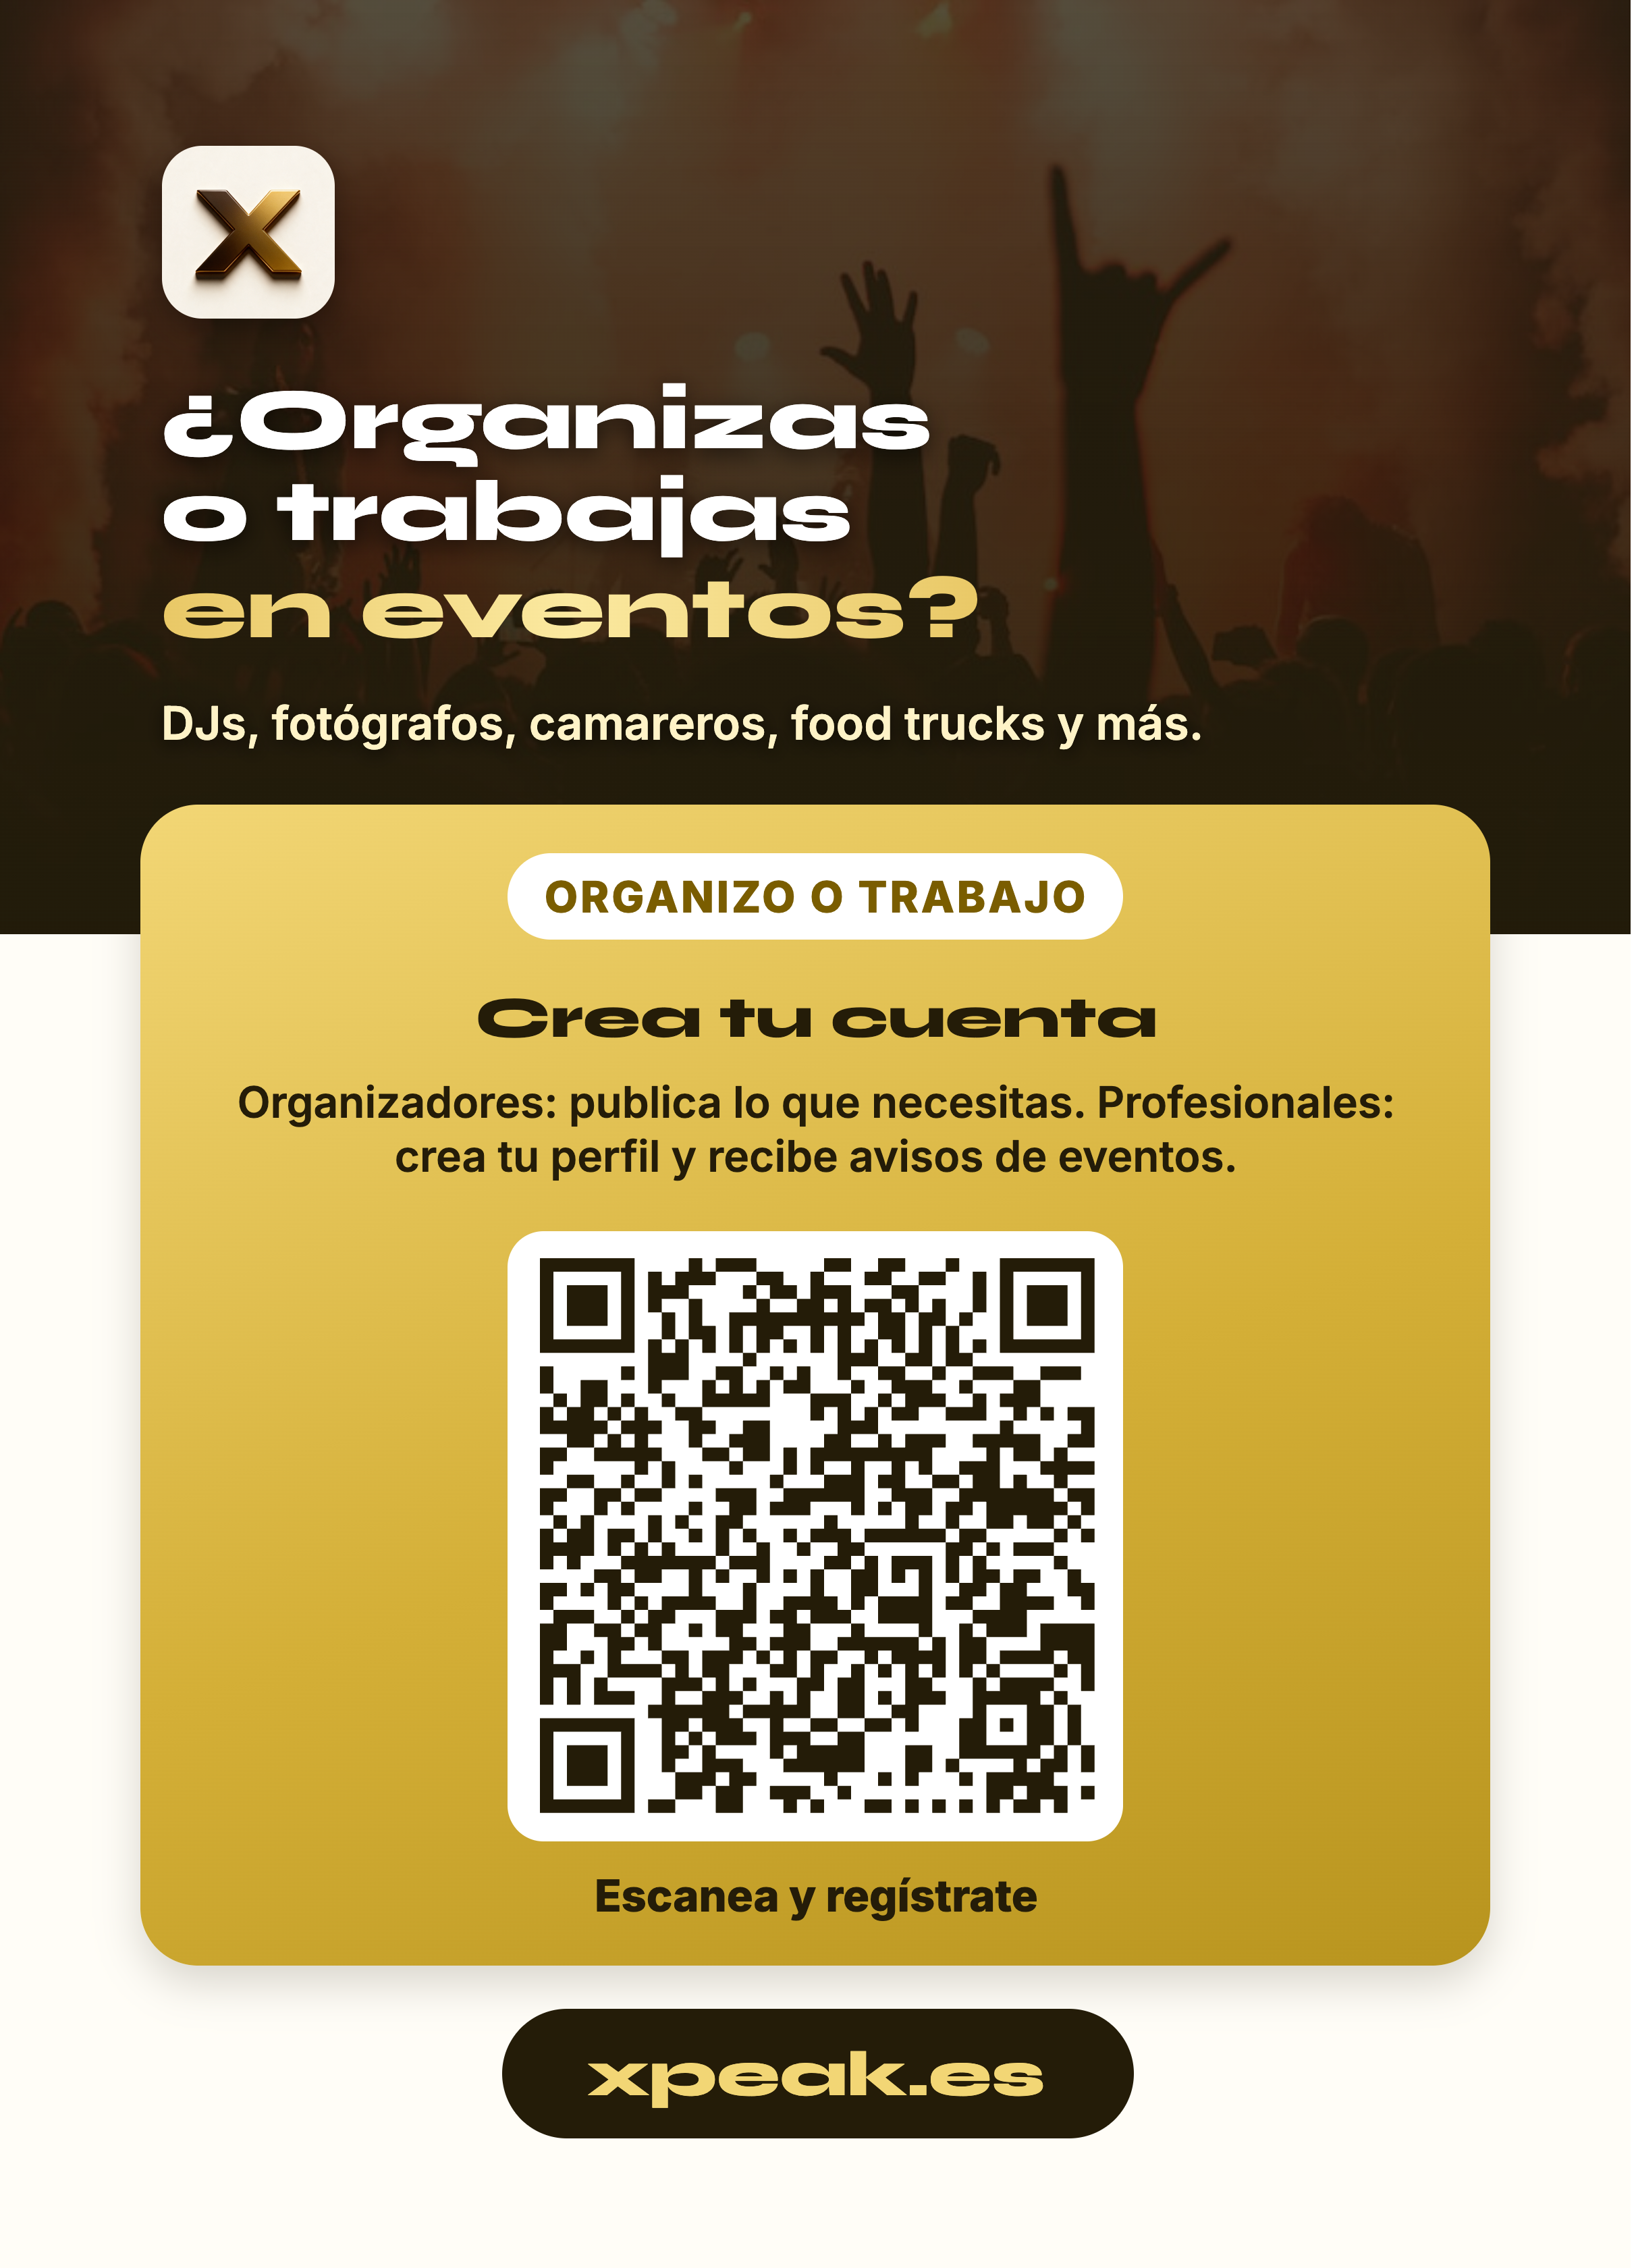 X
¿Organizas
o trabajas
en eventos?
DJs, fotógrafos, camareros, food trucks y más.
ORGANIZO O TRABAJO
Crea tu cuenta
Organizadores: publica lo que necesitas. Profesionales:
crea tu perfil y recibe avisos de eventos.
Escanea y regístrate
xpeak.es